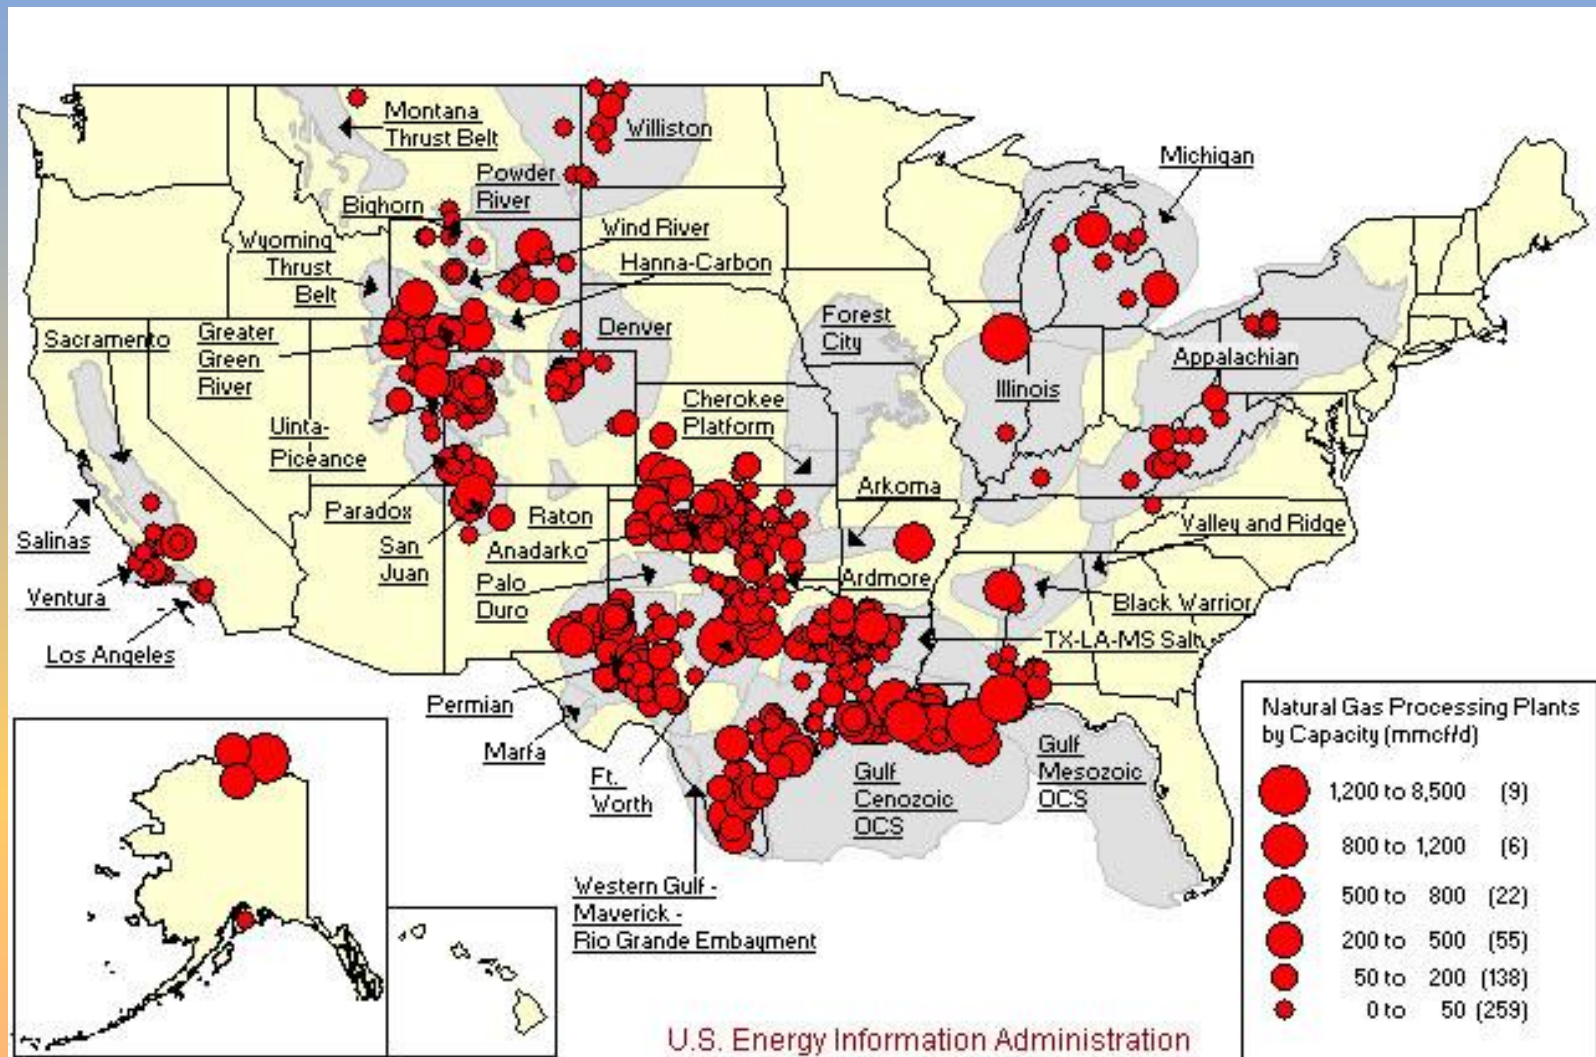 Montana
Thrust Belt
Williston
Michigan
Powder
River
Bighorn
Wind River
Wyoming
Thrust
Belt
Hanna-Carbon
Sacramento
Greater
Green
River
Denver
Forest
City
Appalachian
Illinois
Cherokee
Platform
Uinta-
Piceance
Arkoma
Salinas
Paradox
San
Juan
Raton
Anadarko
Valley and Ridge
Ventura
Palo
Duro
Ardmore
Black Warrior
Los Angeles
TX-LA-MS Salt
Permian
Marfa
Ft.
Worth
Gulf
Cenozoic
OCS
Gulf
Mesozoic
OCS
Western Gulf -
Maverick -
Rio Grande Embayment
Natural Gas Processing Plants
by Capacity (mmcf/d)
1,200 to 8,500 (9)
800 to 1,200 (6)
500 to 800 (22)
200 to 500 (55)
50 to 200 (138)
0 to 50 (259)
U.S. Energy Information Administration